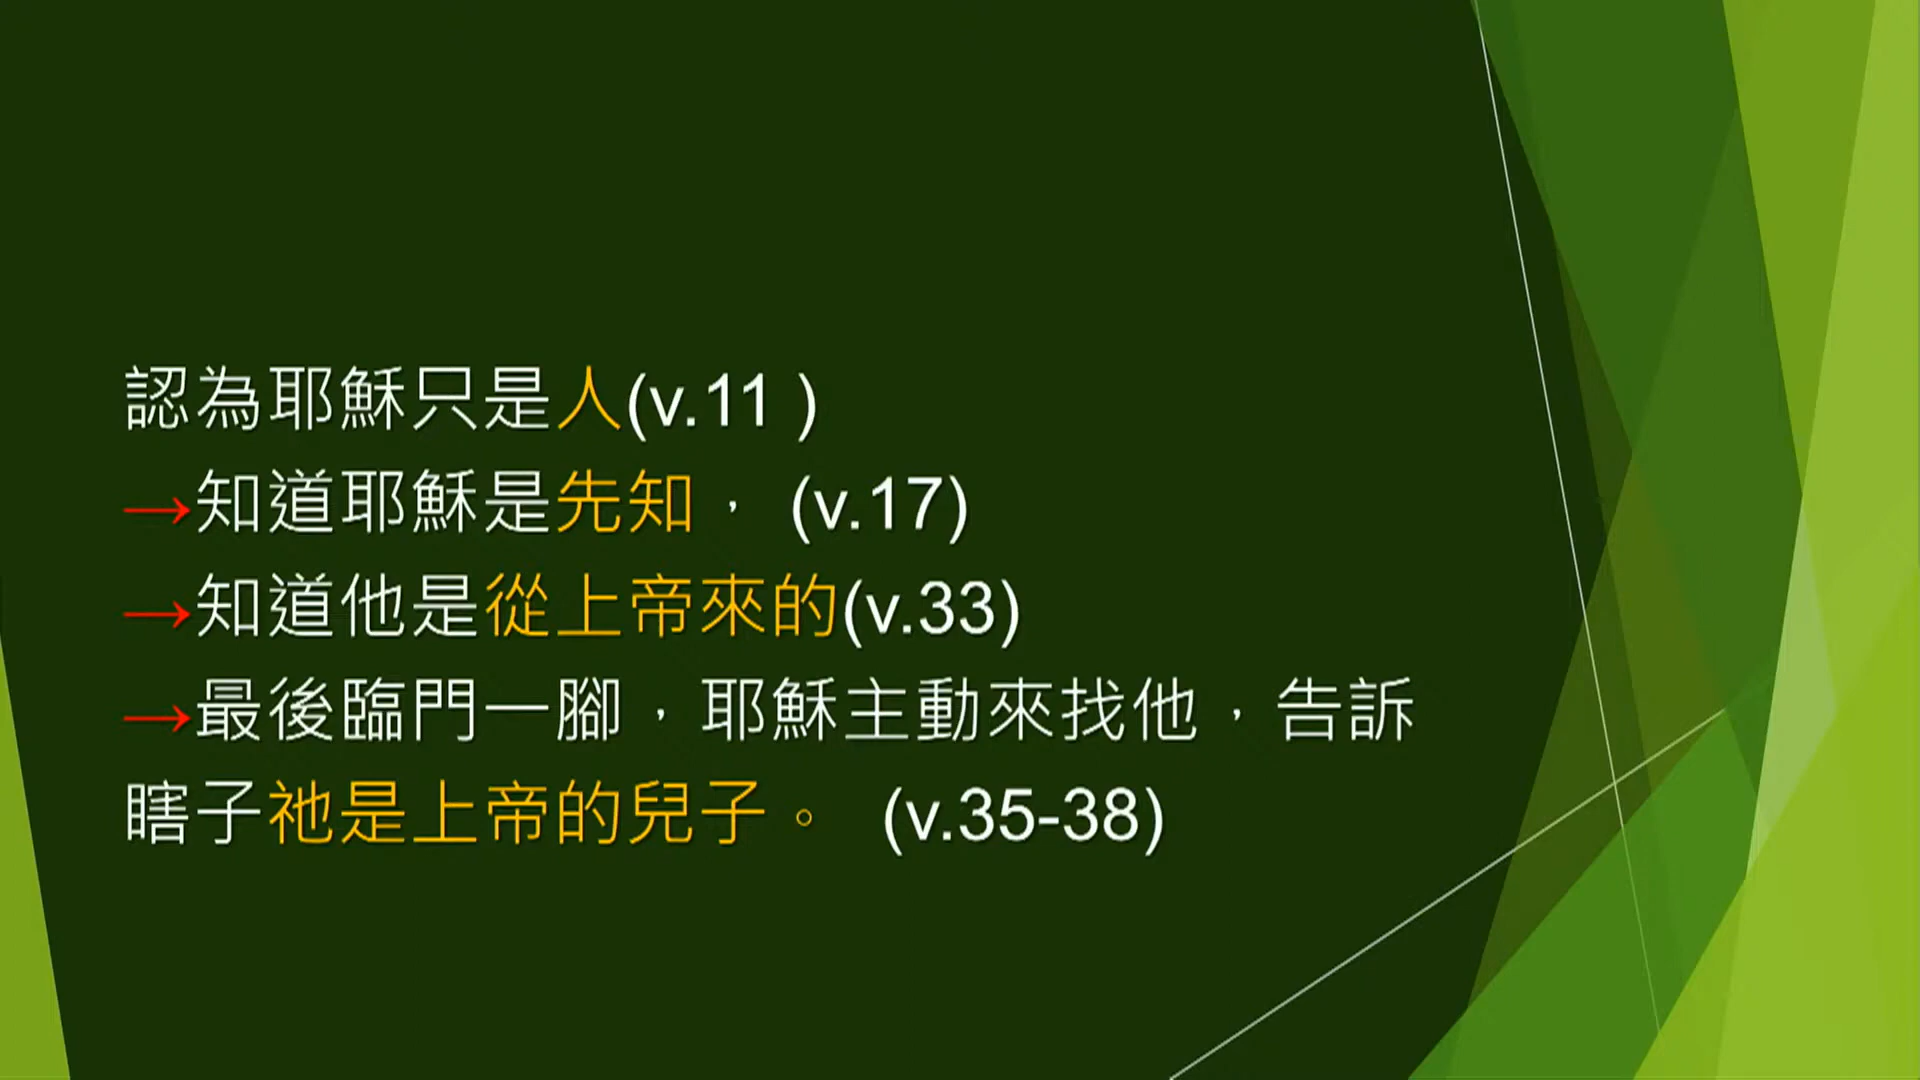 認為耶穌只是人(v.11 )
→知道耶穌是先知， (v.17)
→知道他是從上帝來的(v.33)
→最後臨門一腳，耶穌主動來找他，告訴
瞎子祂是上帝的兒子。 (v.35-38)